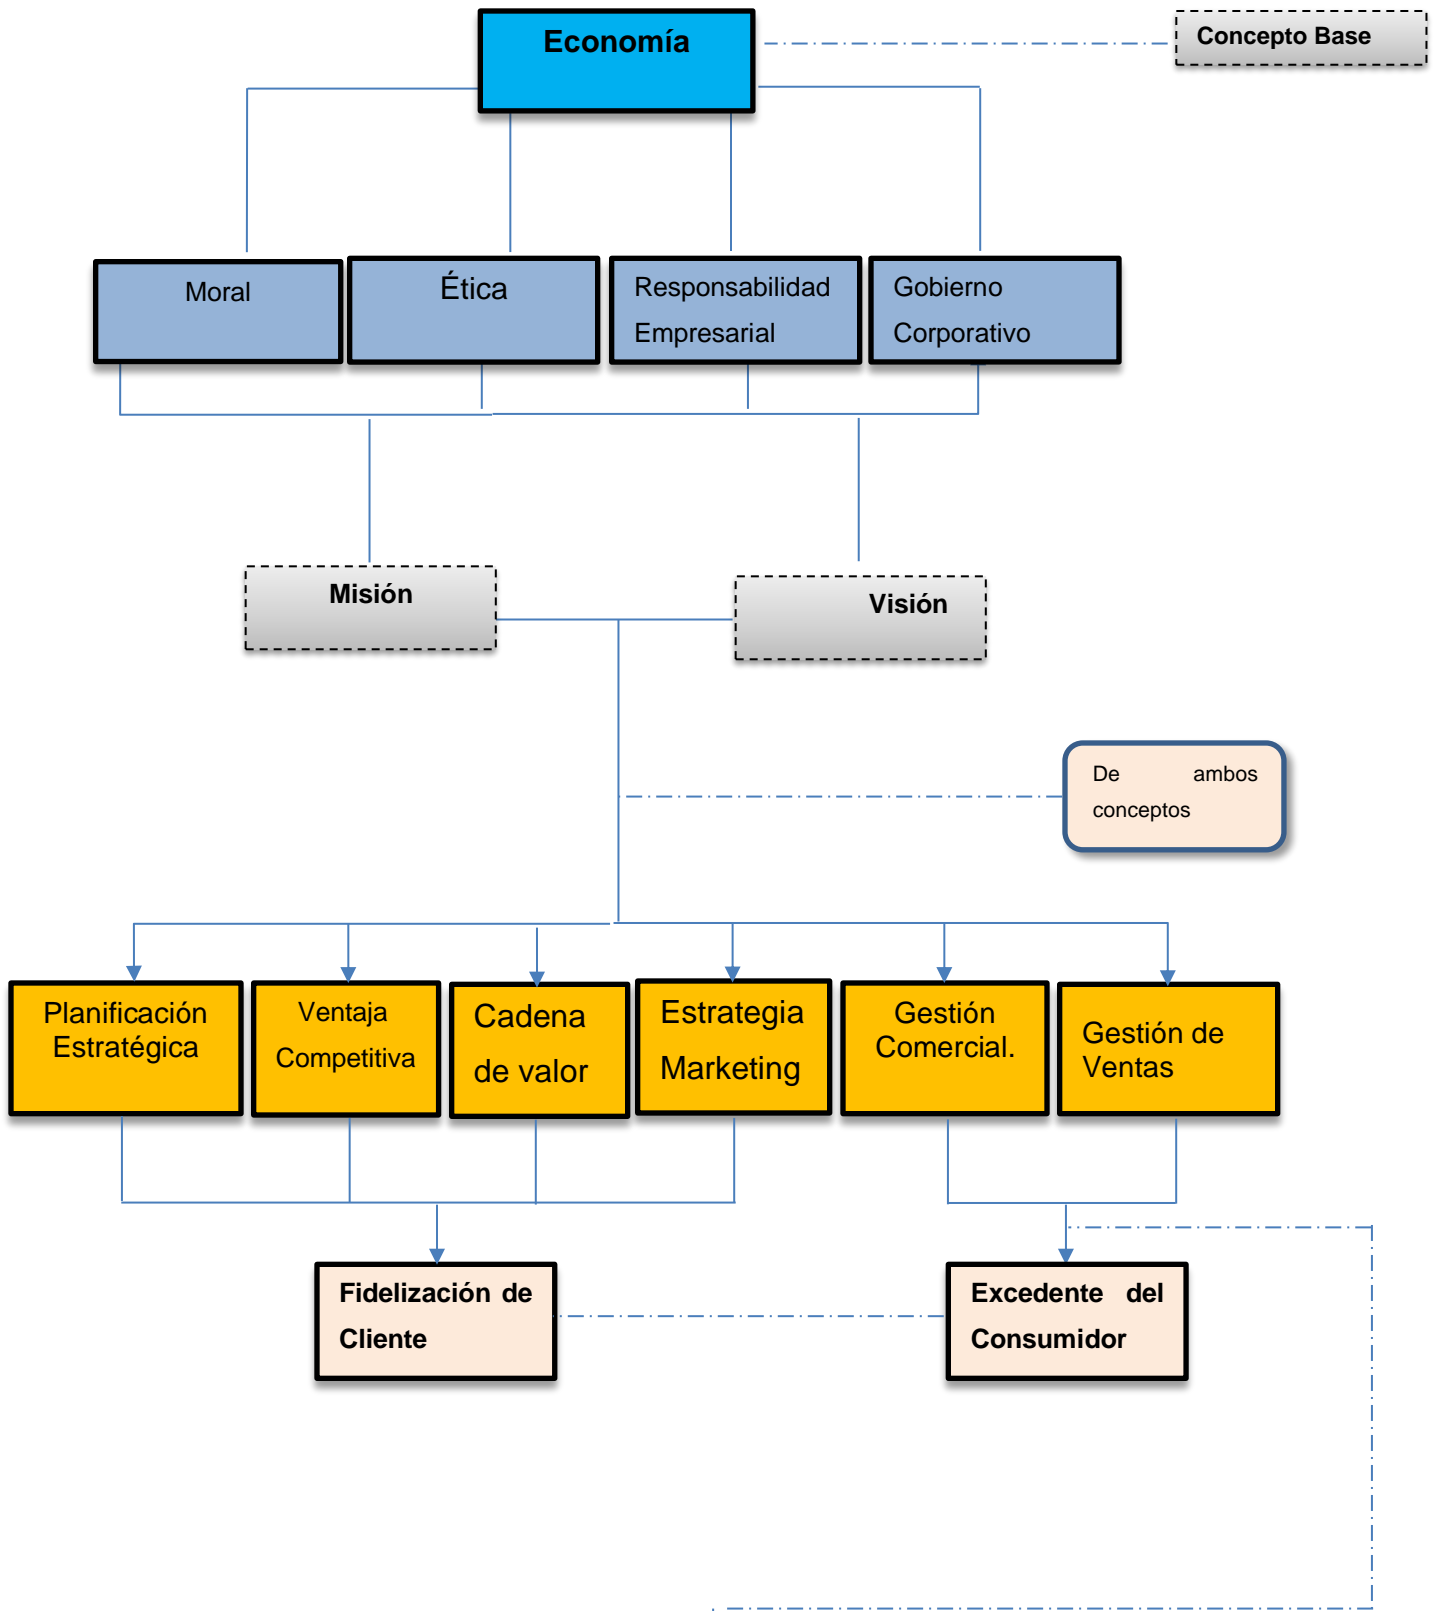 Economía
Concepto Base
Moral
Ética
Responsabilidad
Empresarial
Gobierno
Corporativo
Misión
Visión
De ambos
conceptos
Planificación
Estratégica
Ventaja
Competitiva
Cadena
de valor
Estrategia
Marketing
Gestión
Comercial.
Gestión de
Ventas
Fidelización de
Cliente
Excedente del
Consumidor